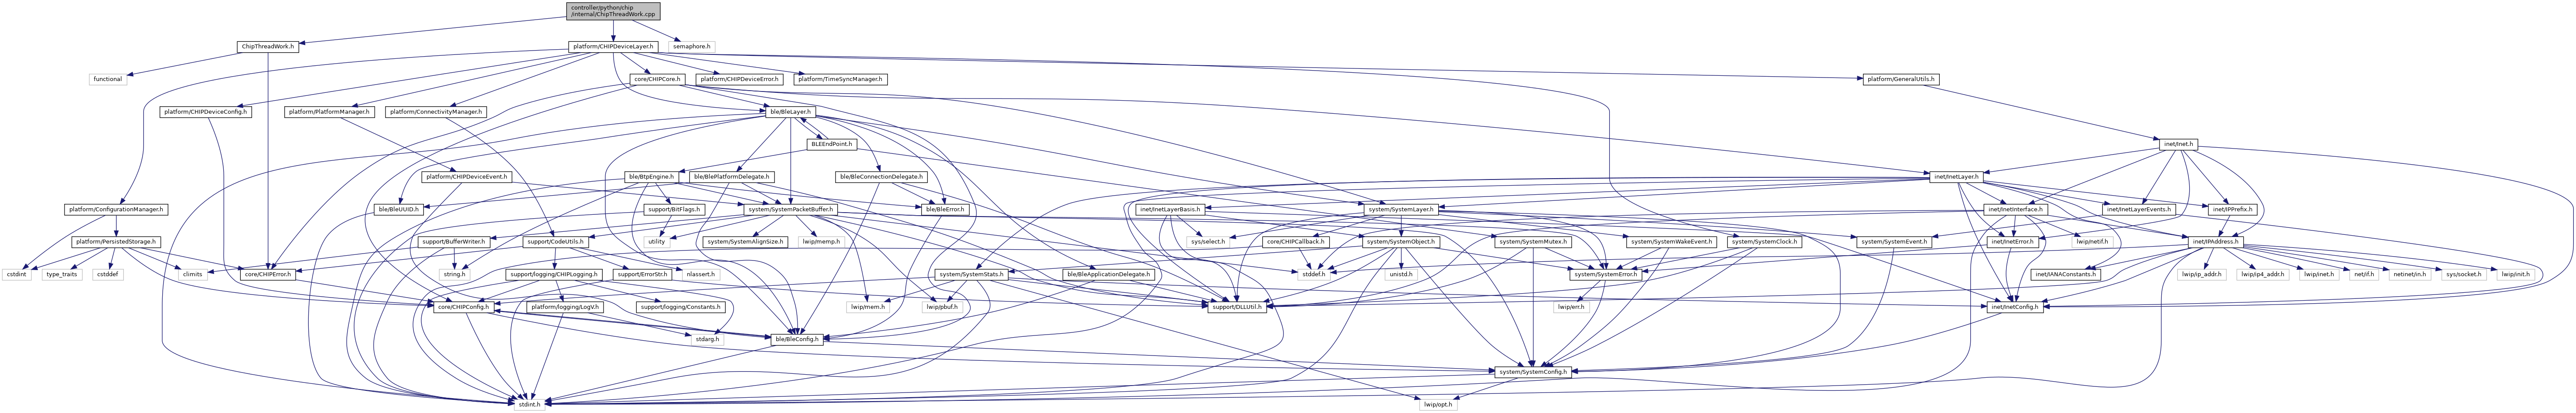 controller/python/chip
/internal/ChipThreadWork.cpp
ChipThreadWork.h
platform/CHIPDeviceLayer.h
semaphore.h
functional
core/CHIPCore.h
platform/CHIPDeviceError.h
platform/TimeSyncManager.h
platform/GeneralUtils.h
platform/CHIPDeviceConfig.h
platform/PlatformManager.h
platform/ConnectivityManager.h
ble/BleLayer.h
BLEEndPoint.h
inet/Inet.h
platform/CHIPDeviceEvent.h
ble/BtpEngine.h
ble/BlePlatformDelegate.h
ble/BleConnectionDelegate.h
inet/InetLayer.h
platform/ConfigurationManager.h
ble/BleUUID.h
support/BitFlags.h
system/SystemPacketBuffer.h
ble/BleError.h
inet/InetLayerBasis.h
system/SystemLayer.h
inet/InetInterface.h
inet/InetLayerEvents.h
inet/IPPrefix.h
platform/PersistedStorage.h
support/BufferWriter.h
support/CodeUtils.h
utility
system/SystemAlignSize.h
lwip/memp.h
sys/select.h
core/CHIPCallback.h
system/SystemObject.h
system/SystemMutex.h
system/SystemWakeEvent.h
system/SystemClock.h
system/SystemEvent.h
inet/InetError.h
lwip/netif.h
inet/IPAddress.h
cstdint
type_traits
cstddef
climits
core/CHIPError.h
string.h
support/logging/CHIPLogging.h
support/ErrorStr.h
nlassert.h
system/SystemStats.h
ble/BleApplicationDelegate.h
stddef.h
unistd.h
system/SystemError.h
inet/IANAConstants.h
lwip/ip_addr.h
lwip/ip4_addr.h
lwip/inet.h
net/if.h
netinet/in.h
sys/socket.h
lwip/init.h
core/CHIPConfig.h
platform/logging/LogV.h
support/logging/Constants.h
lwip/mem.h
lwip/pbuf.h
support/DLLUtil.h
lwip/err.h
inet/InetConfig.h
stdarg.h
ble/BleConfig.h
system/SystemConfig.h
stdint.h
lwip/opt.h